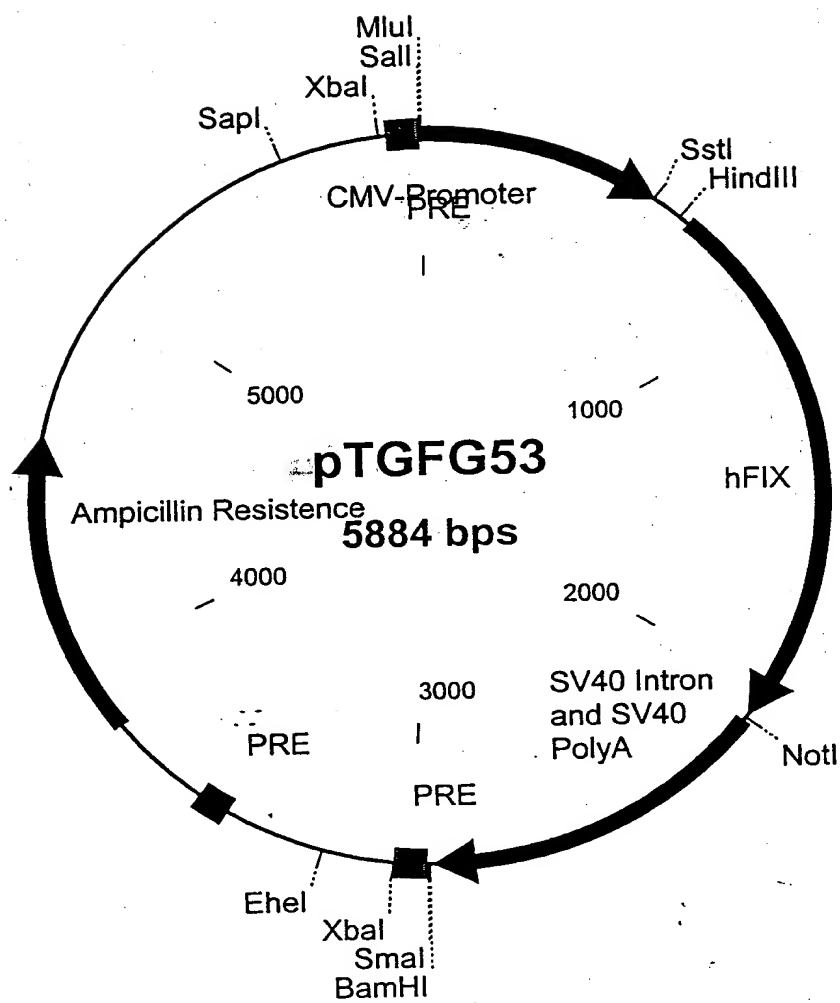 MluI
SalI
XbaI
SapI
SstI
HindIII
CMV-Promoter
PRE
5000
1000
pTGFG53
hFIX
Ampicillin Resistence
5884 bps
4000
2000
3000
SV40 Intron
and SV40
PolyA
PRE
NotI
PRE
EheI
XbaI
SmaI
BamHI